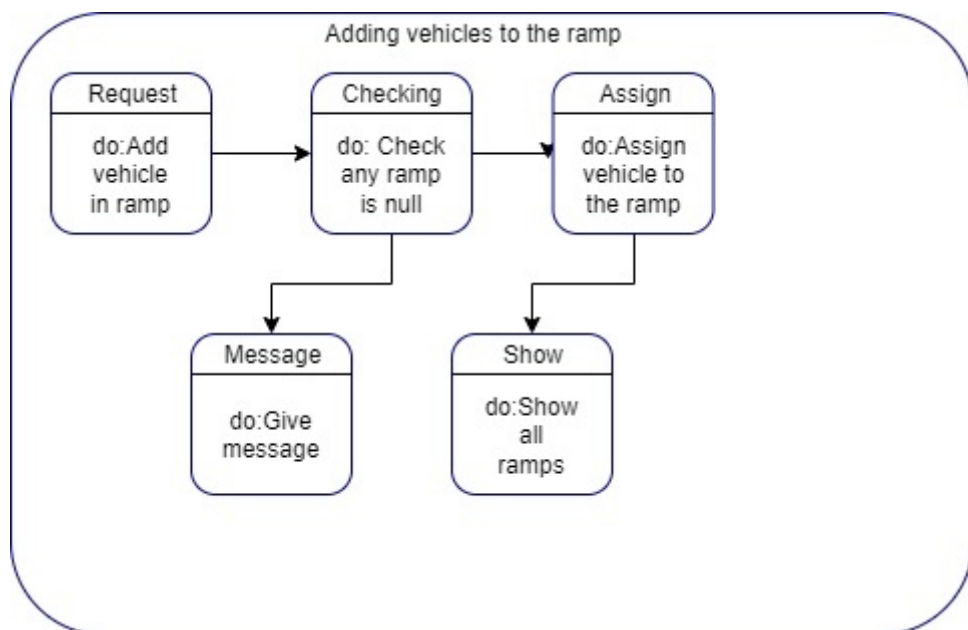 Adding vehicles to the ramp
Request
do:Add
vehicle
in ramp
Checking
do: Check
any ramp
is null
Assign
do:Assign
vehicle to
the ramp
Message
do:Give
message
Show
do:Show
all
ramps